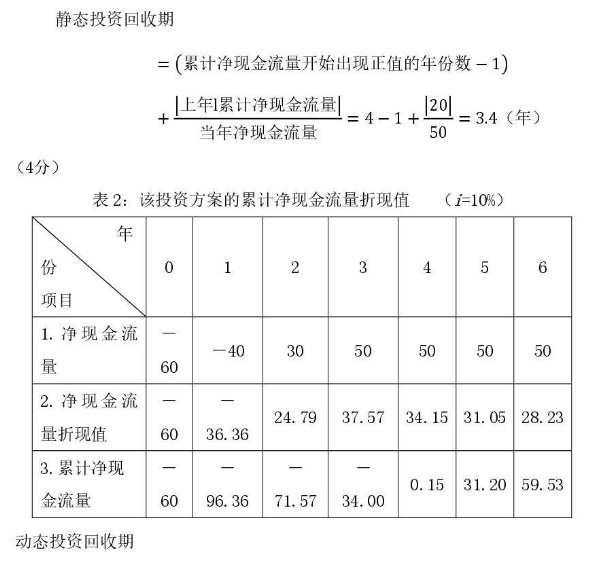 静态投资回收期
=(累计净现金流量开始出现正值的年份数−1)
+|上年l累计净现金流量|/当年净现金流量=4−1+|20|/50=3.4（年）
（4分）
表 2：该投资方案的累计净现金流量折现值 （i=10%）
年
份
项目 0 1 2 3 4 5 6
1. 净现金流量 －60 －40 30 50 50 50 50
2. 净现金流量折现值 －60 －36.36 24.79 37.57 34.15 31.05 28.23
3.累计净现金流量 －60 －96.36 －71.57 －34.00 0.15 31.20 59.53
动态投资回收期